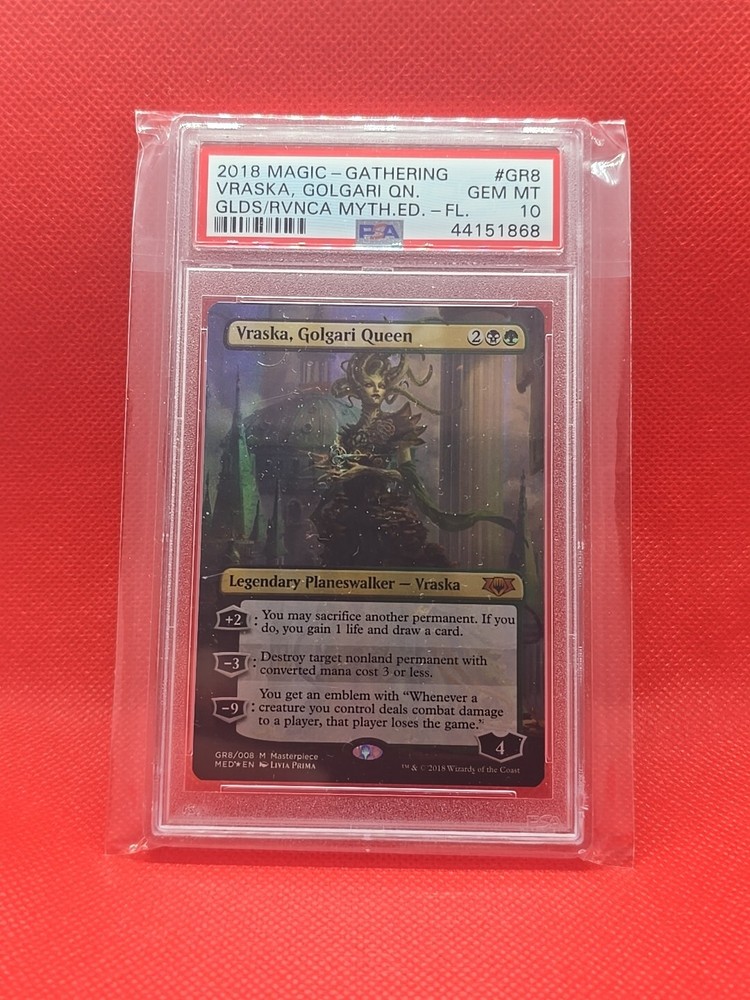 2018 MAGIC - GATHERING #GR8
VRASKA, GOLGARI QN. GEM MT
GLDS/RVNCA MYTH.ED. - FL. 10
PSA 44151868
Vraska, Golgari Queen 2
Legendary Planeswalker — Vraska
+2: You may sacrifice another permanent. If you
do, you gain 1 life and draw a card.
-3: Destroy target nonland permanent with
converted mana cost 3 or less.
-9: You get an emblem with “Whenever a
creature you control deals combat damage
to a player, that player loses the game.”
4
GR8/008 M Masterpiece
MED★EN Livia Prima ™ & © 2018 Wizards of the Coast
PSA